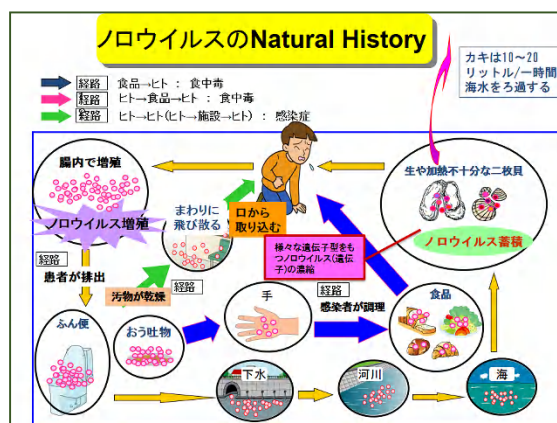 ノロウイルスのNatural History
カキは10～20
リットル/一時間
海水をろ過する
経路 食品→ヒト ： 食中毒
経路 ヒト→食品→ヒト ： 食中毒
経路 ヒト→ヒト(ヒト→施設→ヒト) ： 感染症
腸内で増殖
ノロウイルス増殖
まわりに
飛び散る
口から
取り込む
生や加熱不十分な二枚貝
ノロウイルス蓄積
様々な遺伝子型をも
つノロウイルス(遺伝
子)の濃縮
経路
患者が排出
汚物が乾燥
経路
経路
感染者が調理
ふん便
おう吐物
手
食品
下水
河川
海